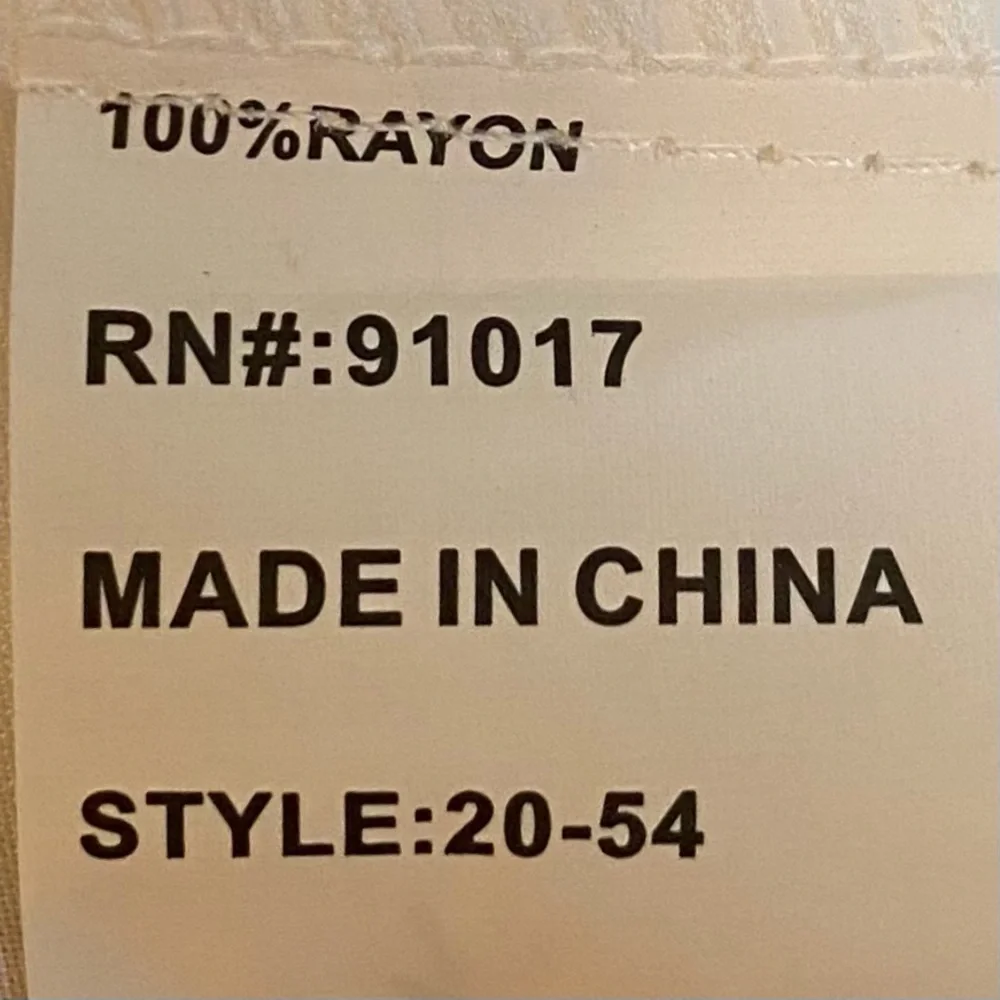 100%RAYON
RN#:91017
MADE IN CHINA
STYLE:20-54